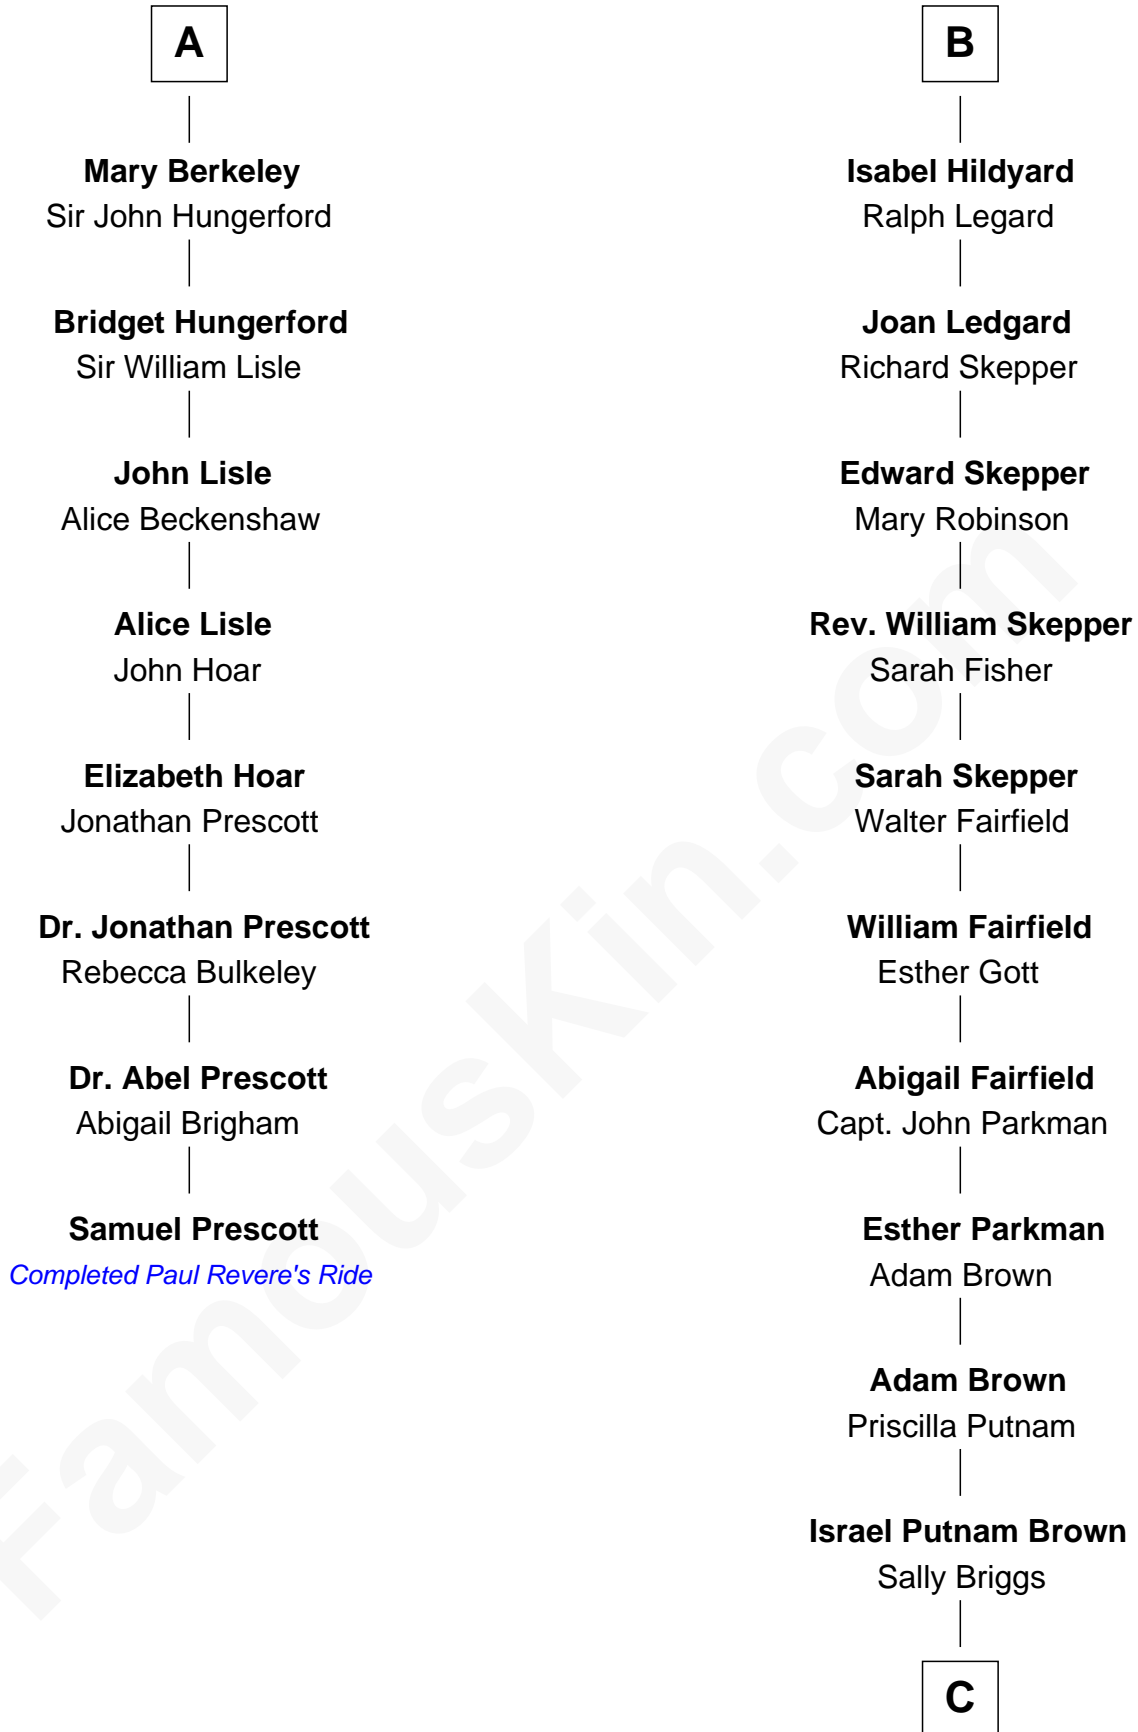 A
Mary Berkeley
Sir John Hungerford
Bridget Hungerford
Sir William Lisle
John Lisle
Alice Beckenshaw
Alice Lisle
John Hoar
Elizabeth Hoar
Jonathan Prescott
Dr. Jonathan Prescott
Rebecca Bulkeley
Dr. Abel Prescott
Abigail Brigham
Samuel Prescott
Completed Paul Revere's Ride
B
Isabel Hildyard
Ralph Legard
Joan Ledgard
Richard Skepper
Edward Skepper
Mary Robinson
Rev. William Skepper
Sarah Fisher
Sarah Skepper
Walter Fairfield
William Fairfield
Esther Gott
Abigail Fairfield
Capt. John Parkman
Esther Parkman
Adam Brown
Adam Brown
Priscilla Putnam
Israel Putnam Brown
Sally Briggs
C
FamousKin.com